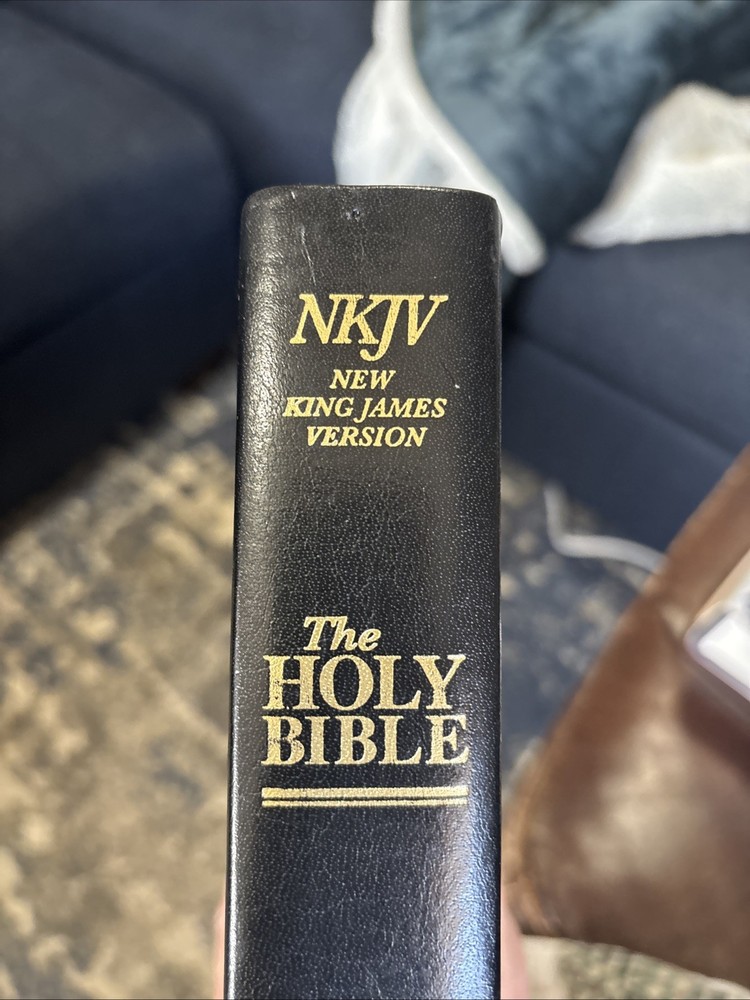 NKJV
NEW
KING JAMES
VERSION
The
HOLY
BIBLE